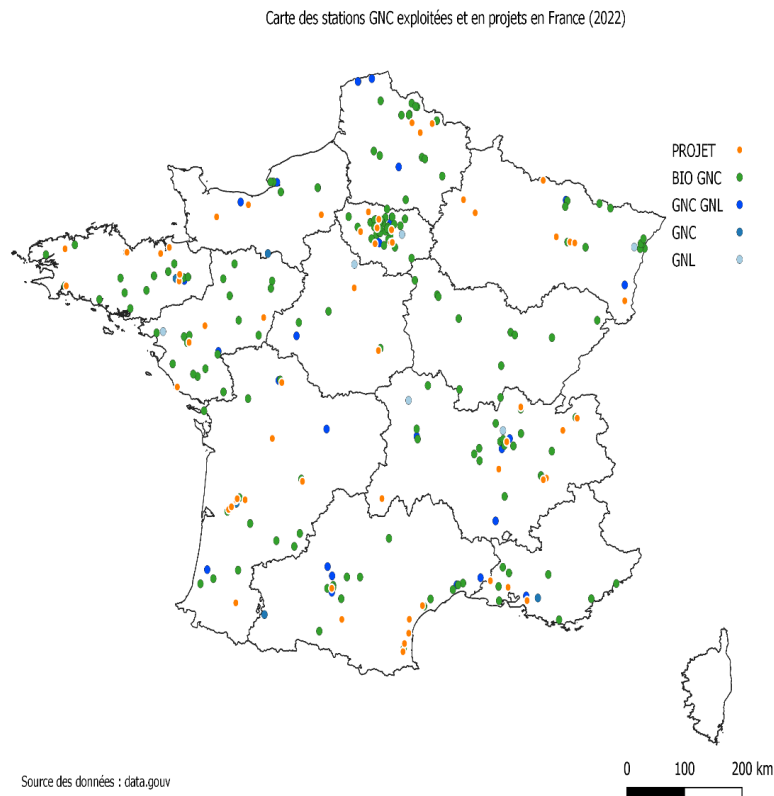 Carte des stations GNC exploitées et en projets en France (2022)
PROJET
BIO GNC
GNC GNL
GNC
GNL
Source des données : data.gouv
0 100 200 km